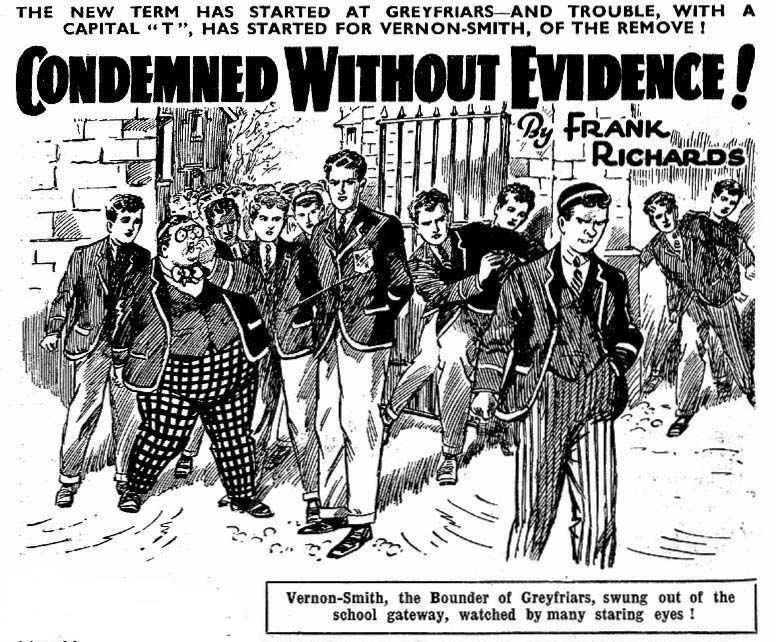 THE NEW TERM HAS STARTED AT GREYFRIARS—AND TROUBLE, WITH A
CAPITAL "T", HAS STARTED FOR VERNON-SMITH, OF THE REMOVE!
CONDEMNED WITHOUT EVIDENCE!
By FRANK
RICHARDS
Vernon-Smith, the Bounder of Greyfriars, swung out of the
school gateway, watched by many staring eyes!